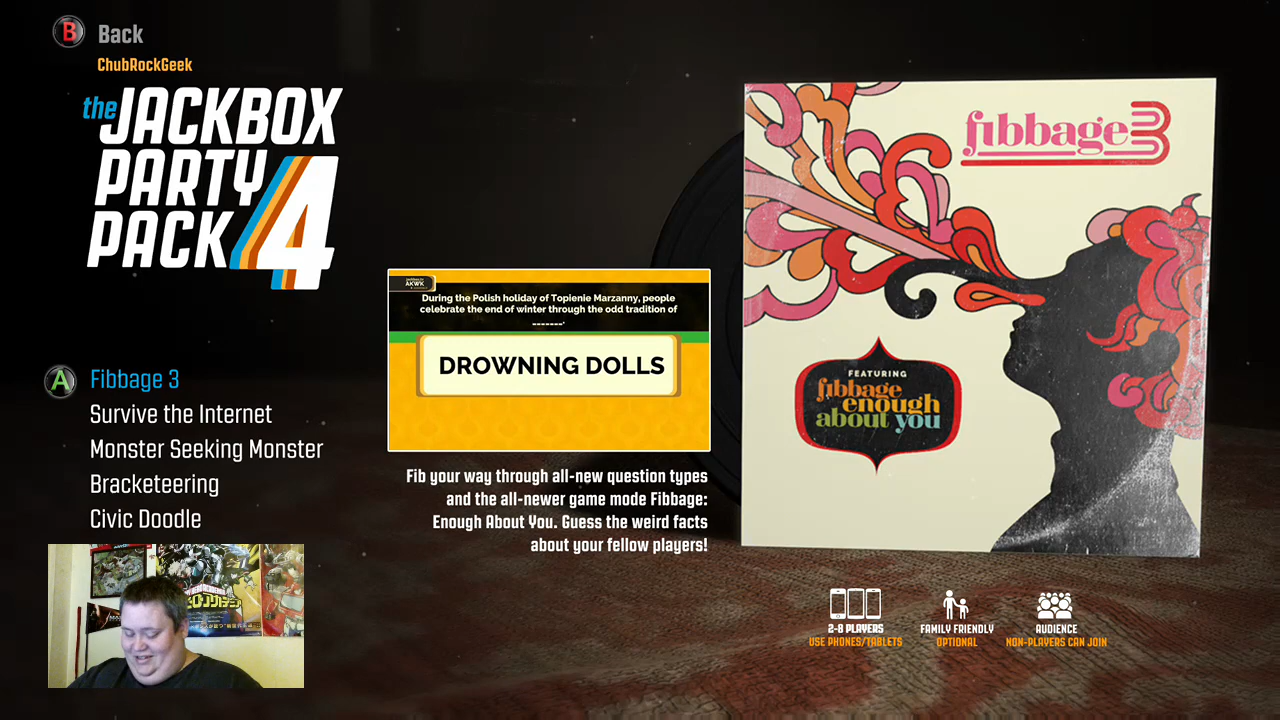 B Back
ChubRockGeek
the JACKBOX
PARTY
PACK 4
A Fibbage 3
Survive the Internet
Monster Seeking Monster
Bracketeering
Civic Doodle
AKWK
During the Polish holiday of Topienie Marzanny, people
celebrate the end of winter through the odd tradition of
_______.
DROWNING DOLLS
Fib your way through all-new question types
and the all-newer game mode Fibbage:
Enough About You. Guess the weird facts
about your fellow players!
fibbage 3
FEATURING
fibbage
enough
about you
2-8 PLAYERS
USE PHONES/TABLETS
FAMILY FRIENDLY
OPTIONAL
AUDIENCE
NON-PLAYERS CAN JOIN